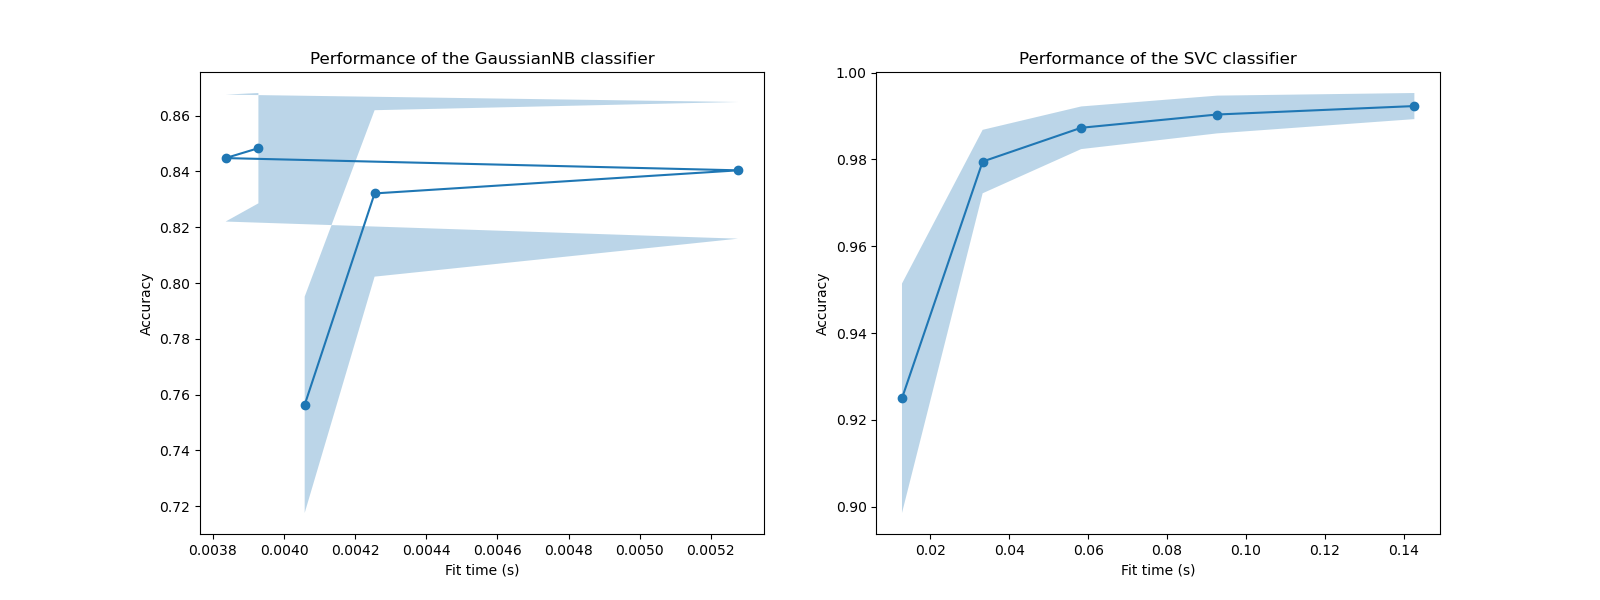 Performance of the GaussianNB classifier
Accuracy
0.86
0.84
0.82
0.80
0.78
0.76
0.74
0.72
0.0038 0.0040 0.0042 0.0044 0.0046 0.0048 0.0050 0.0052
Fit time (s)
Performance of the SVC classifier
Accuracy
1.00
0.98
0.96
0.94
0.92
0.90
0.02 0.04 0.06 0.08 0.10 0.12 0.14
Fit time (s)